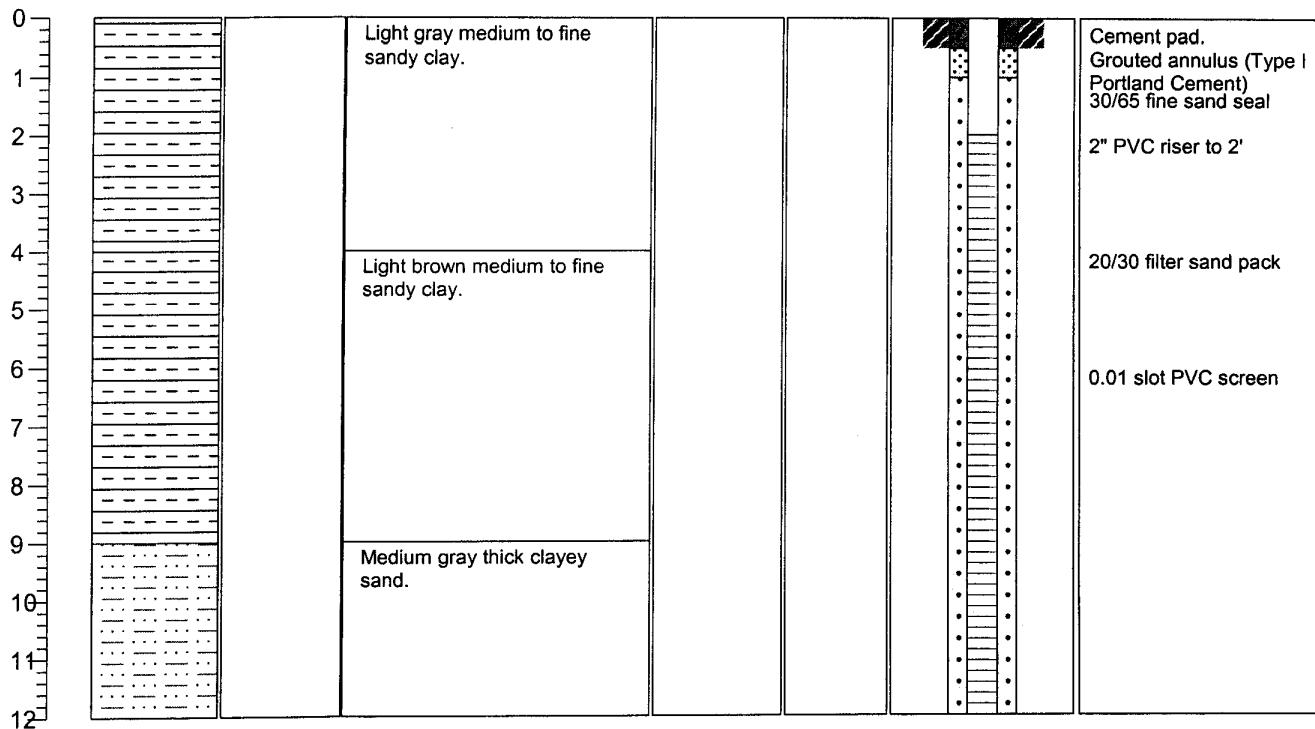 0
1
2
3
4
5
6
7
8
9
10
11
12
Light gray medium to fine
sandy clay.
Light brown medium to fine
sandy clay.
Medium gray thick clayey
sand.
Cement pad.
Grouted annulus (Type I
Portland Cement)
30/65 fine sand seal
2" PVC riser to 2'
20/30 filter sand pack
0.01 slot PVC screen